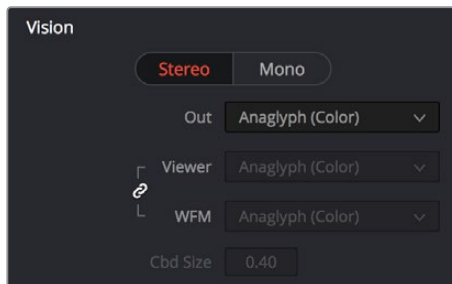 Vision
Stereo Mono
Out Anaglyph (Color)
Viewer Anaglyph (Color)
WFM Anaglyph (Color)
Cbd Size 0.40